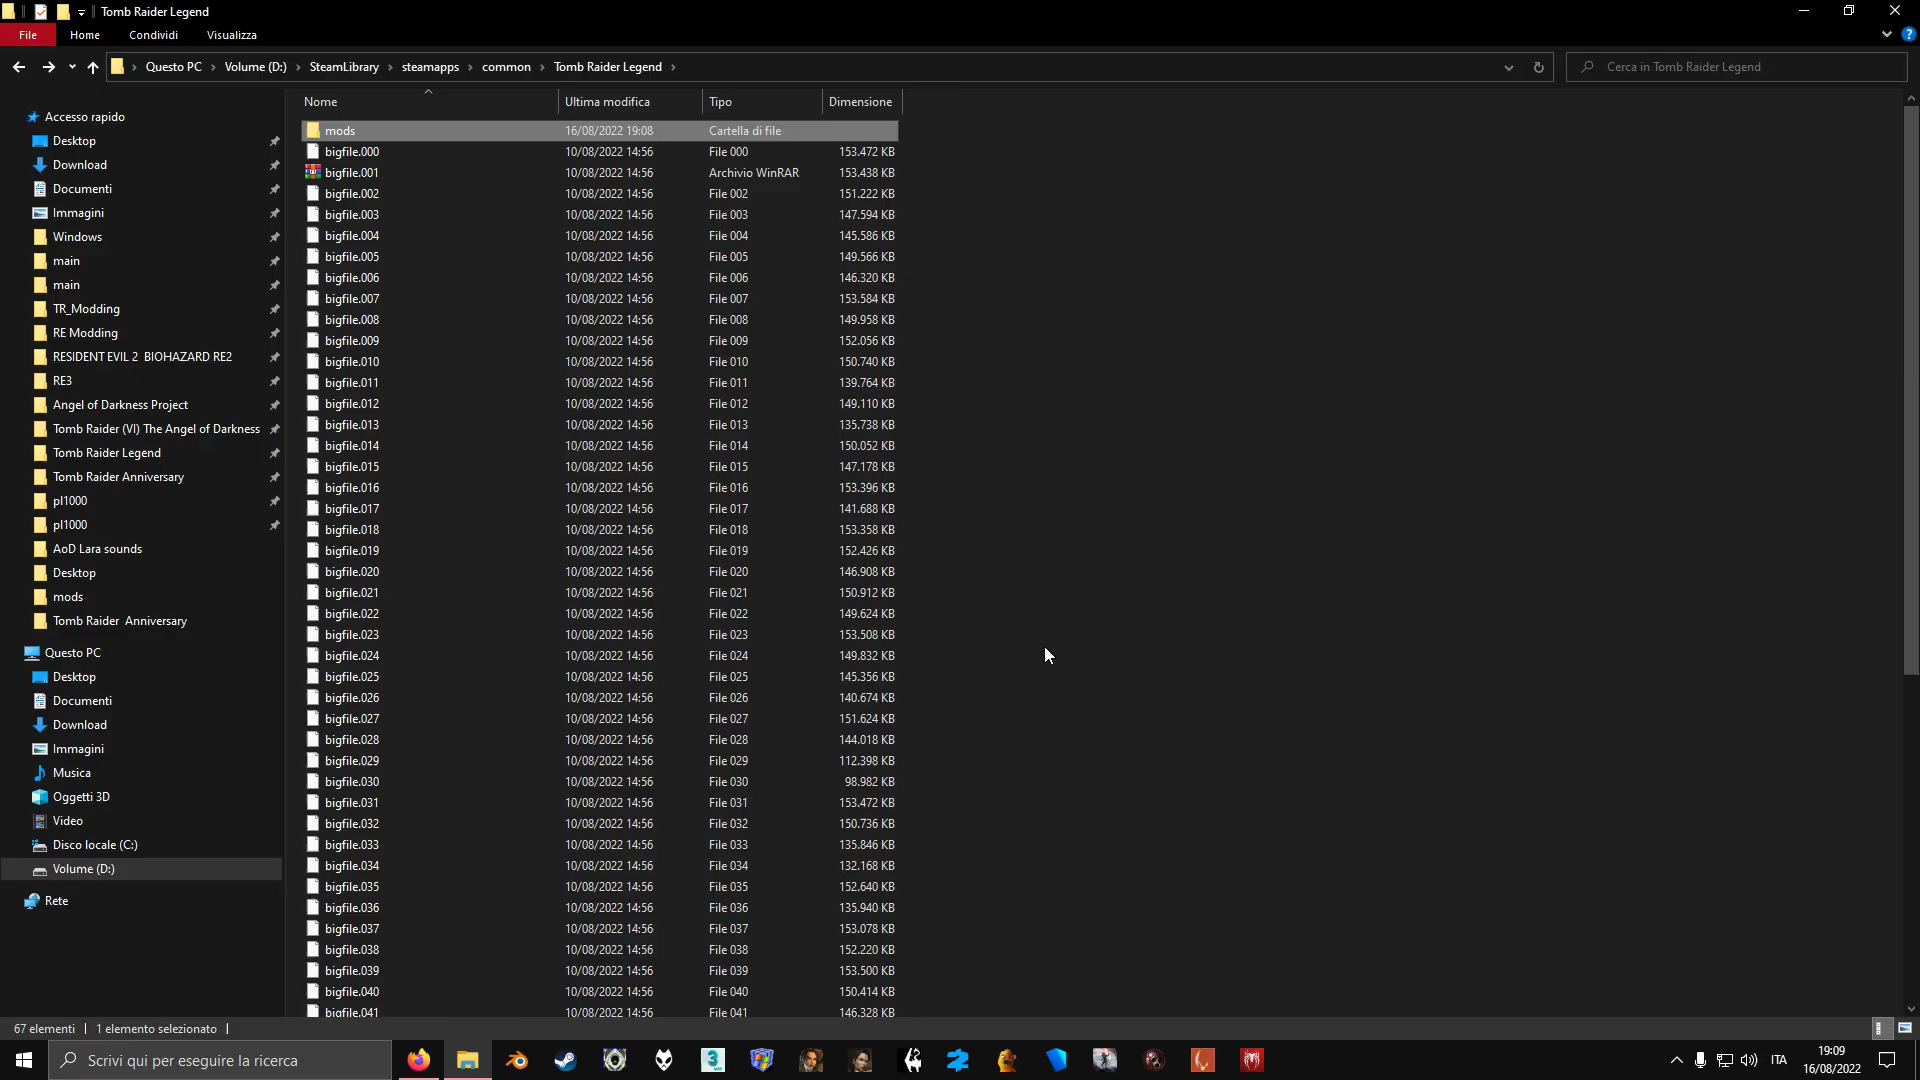 Tomb Raider Legend
File Home Condividi Visualizza
Questo PC Volume (D:) SteamLibrary steamapps common Tomb Raider Legend
Cerca in Tomb Raider Legend
Accesso rapido
Desktop
Download
Documenti
Immagini
Windows
main
main
TR_Modding
RE Modding
RESIDENT EVIL 2 BIOHAZARD RE2
RE3
Angel of Darkness Project
Tomb Raider (VI) The Angel of Darkness
Tomb Raider Legend
Tomb Raider Anniversary
pl1000
pl1000
AoD Lara sounds
Desktop
mods
Tomb Raider Anniversary
Questo PC
Desktop
Documenti
Download
Immagini
Musica
Oggetti 3D
Video
Disco locale (C:)
Volume (D:)
Rete
Nome Ultima modifica Tipo Dimensione
mods 16/08/2022 19:08 Cartella di file
bigfile.000 10/08/2022 14:56 File 000 153.472 KB
bigfile.001 10/08/2022 14:56 Archivio WinRAR 153.438 KB
bigfile.002 10/08/2022 14:56 File 002 151.222 KB
bigfile.003 10/08/2022 14:56 File 003 147.594 KB
bigfile.004 10/08/2022 14:56 File 004 145.586 KB
bigfile.005 10/08/2022 14:56 File 005 149.566 KB
bigfile.006 10/08/2022 14:56 File 006 146.320 KB
bigfile.007 10/08/2022 14:56 File 007 153.584 KB
bigfile.008 10/08/2022 14:56 File 008 149.958 KB
bigfile.009 10/08/2022 14:56 File 009 152.056 KB
bigfile.010 10/08/2022 14:56 File 010 150.740 KB
bigfile.011 10/08/2022 14:56 File 011 139.764 KB
bigfile.012 10/08/2022 14:56 File 012 149.110 KB
bigfile.013 10/08/2022 14:56 File 013 135.738 KB
bigfile.014 10/08/2022 14:56 File 014 150.052 KB
bigfile.015 10/08/2022 14:56 File 015 147.178 KB
bigfile.016 10/08/2022 14:56 File 016 153.396 KB
bigfile.017 10/08/2022 14:56 File 017 141.688 KB
bigfile.018 10/08/2022 14:56 File 018 153.358 KB
bigfile.019 10/08/2022 14:56 File 019 152.426 KB
bigfile.020 10/08/2022 14:56 File 020 146.908 KB
bigfile.021 10/08/2022 14:56 File 021 150.912 KB
bigfile.022 10/08/2022 14:56 File 022 149.624 KB
bigfile.023 10/08/2022 14:56 File 023 153.508 KB
bigfile.024 10/08/2022 14:56 File 024 149.832 KB
bigfile.025 10/08/2022 14:56 File 025 145.356 KB
bigfile.026 10/08/2022 14:56 File 026 140.674 KB
bigfile.027 10/08/2022 14:56 File 027 151.624 KB
bigfile.028 10/08/2022 14:56 File 028 144.018 KB
bigfile.029 10/08/2022 14:56 File 029 112.398 KB
bigfile.030 10/08/2022 14:56 File 030 98.982 KB
bigfile.031 10/08/2022 14:56 File 031 153.472 KB
bigfile.032 10/08/2022 14:56 File 032 150.736 KB
bigfile.033 10/08/2022 14:56 File 033 135.846 KB
bigfile.034 10/08/2022 14:56 File 034 132.168 KB
bigfile.035 10/08/2022 14:56 File 035 152.640 KB
bigfile.036 10/08/2022 14:56 File 036 135.940 KB
bigfile.037 10/08/2022 14:56 File 037 153.078 KB
bigfile.038 10/08/2022 14:56 File 038 152.220 KB
bigfile.039 10/08/2022 14:56 File 039 153.500 KB
bigfile.040 10/08/2022 14:56 File 040 150.414 KB
bigfile.041 10/08/2022 14:56 File 041 146.328 KB
67 elementi 1 elemento selezionato
Scrivi qui per eseguire la ricerca
ITA
19:09
16/08/2022